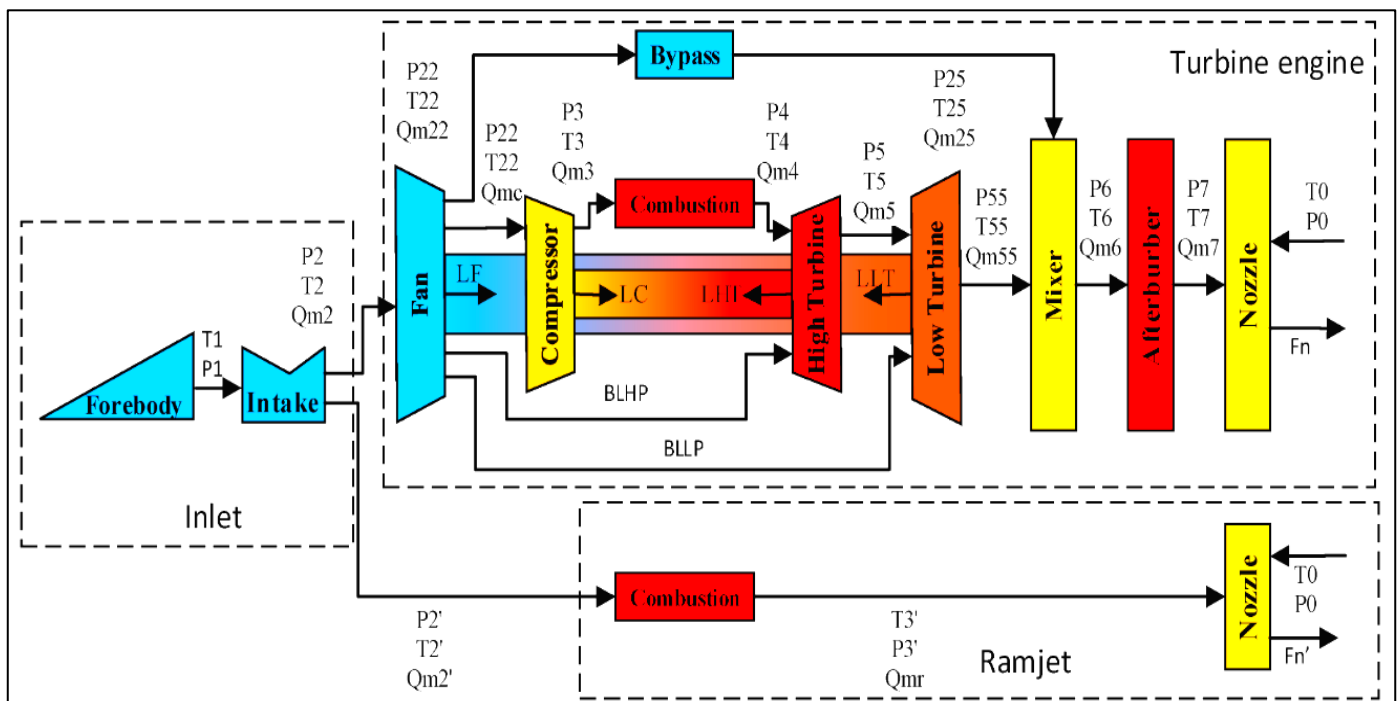 Turbine engine
Bypass
P22
T22
Qm22
P22
T22
Qmc
P3
T3
Qm3
P4
T4
Qm4
P5
T5
Qm5
P25
T25
Qm25
P55
T55
Qm55
P6
T6
Qm6
P7
T7
Qm7
T0
P0
Combustion
P2
T2
Qm2
Fan
LF
Compressor
LC
LHT
High Turbine
LLT
Low Turbine
Mixer
Afterburber
Nozzle
Fn
T1
P1
Forebody
Intake
BLHP
BLLP
Inlet
Combustion
P2'
T2'
Qm2'
T3'
P3'
Qmr
Nozzle
T0
P0
Fn'
Ramjet